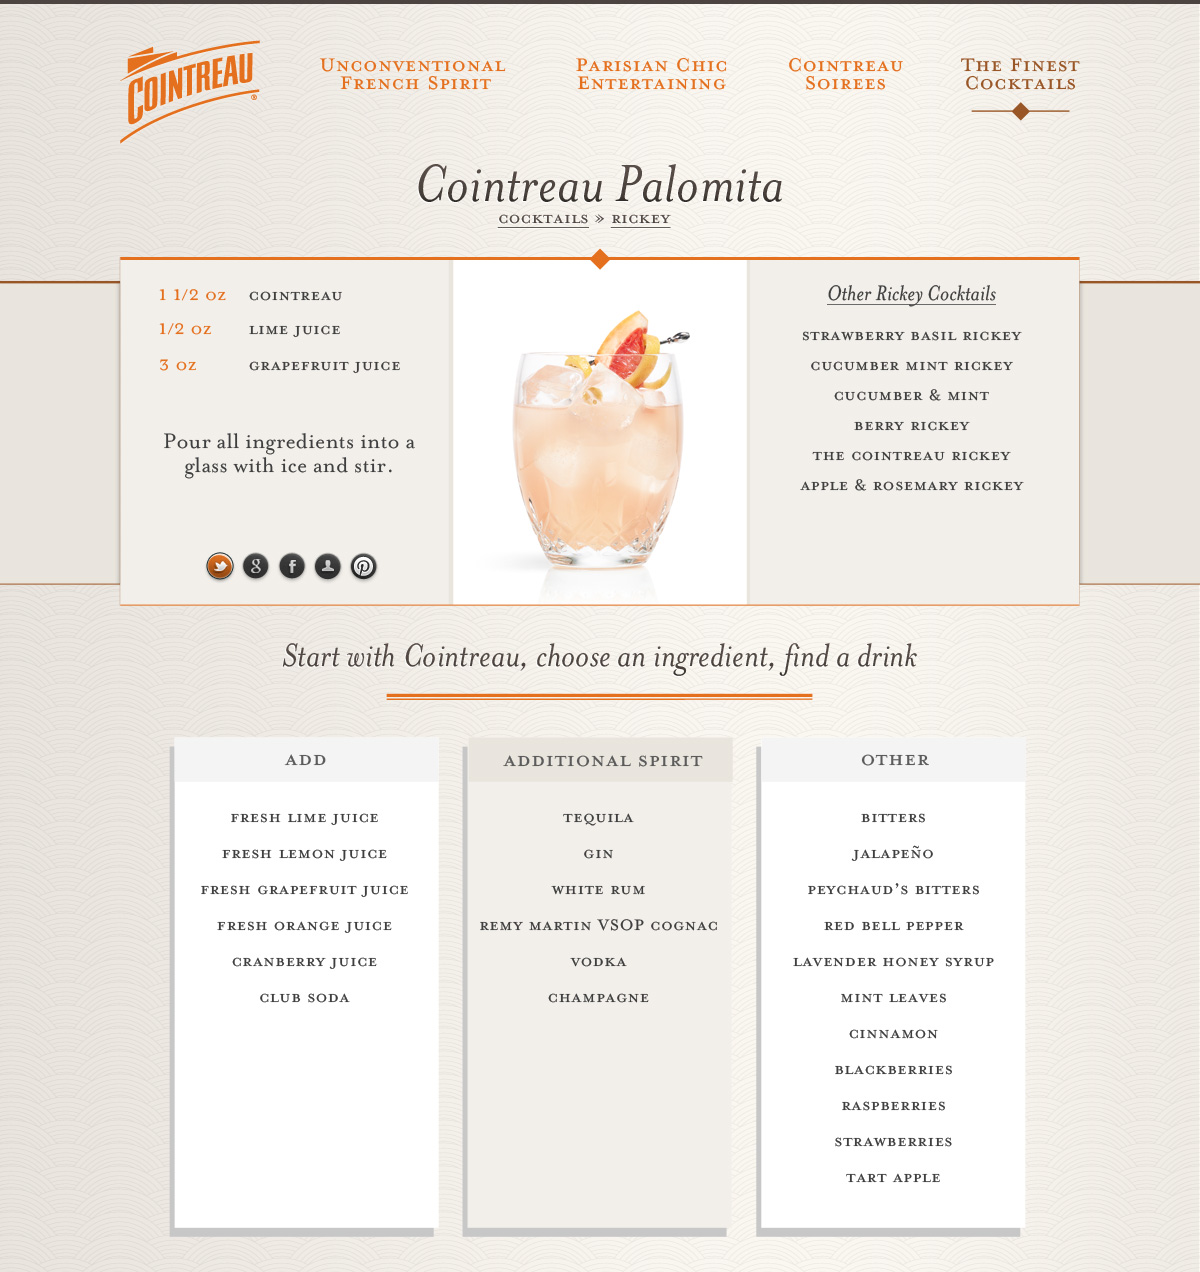 COINTREAU ®
Unconventional
French Spirit
Parisian Chic
Entertaining
Cointreau
Soirees
The Finest
Cocktails
Cointreau Palomita
cocktails » rickey
1 1/2 oz cointreau
1/2 oz lime juice
3 oz grapefruit juice
Pour all ingredients into a
glass with ice and stir.
g f
Other Rickey Cocktails
strawberry basil rickey
cucumber mint rickey
cucumber & mint
berry rickey
the cointreau rickey
apple & rosemary rickey
Start with Cointreau, choose an ingredient, find a drink
add
fresh lime juice
fresh lemon juice
fresh grapefruit juice
fresh orange juice
cranberry juice
club soda
additional spirit
tequila
gin
white rum
remy martin VSOP cognac
vodka
champagne
other
bitters
jalapeño
peychaud's bitters
red bell pepper
lavender honey syrup
mint leaves
cinnamon
blackberries
raspberries
strawberries
tart apple